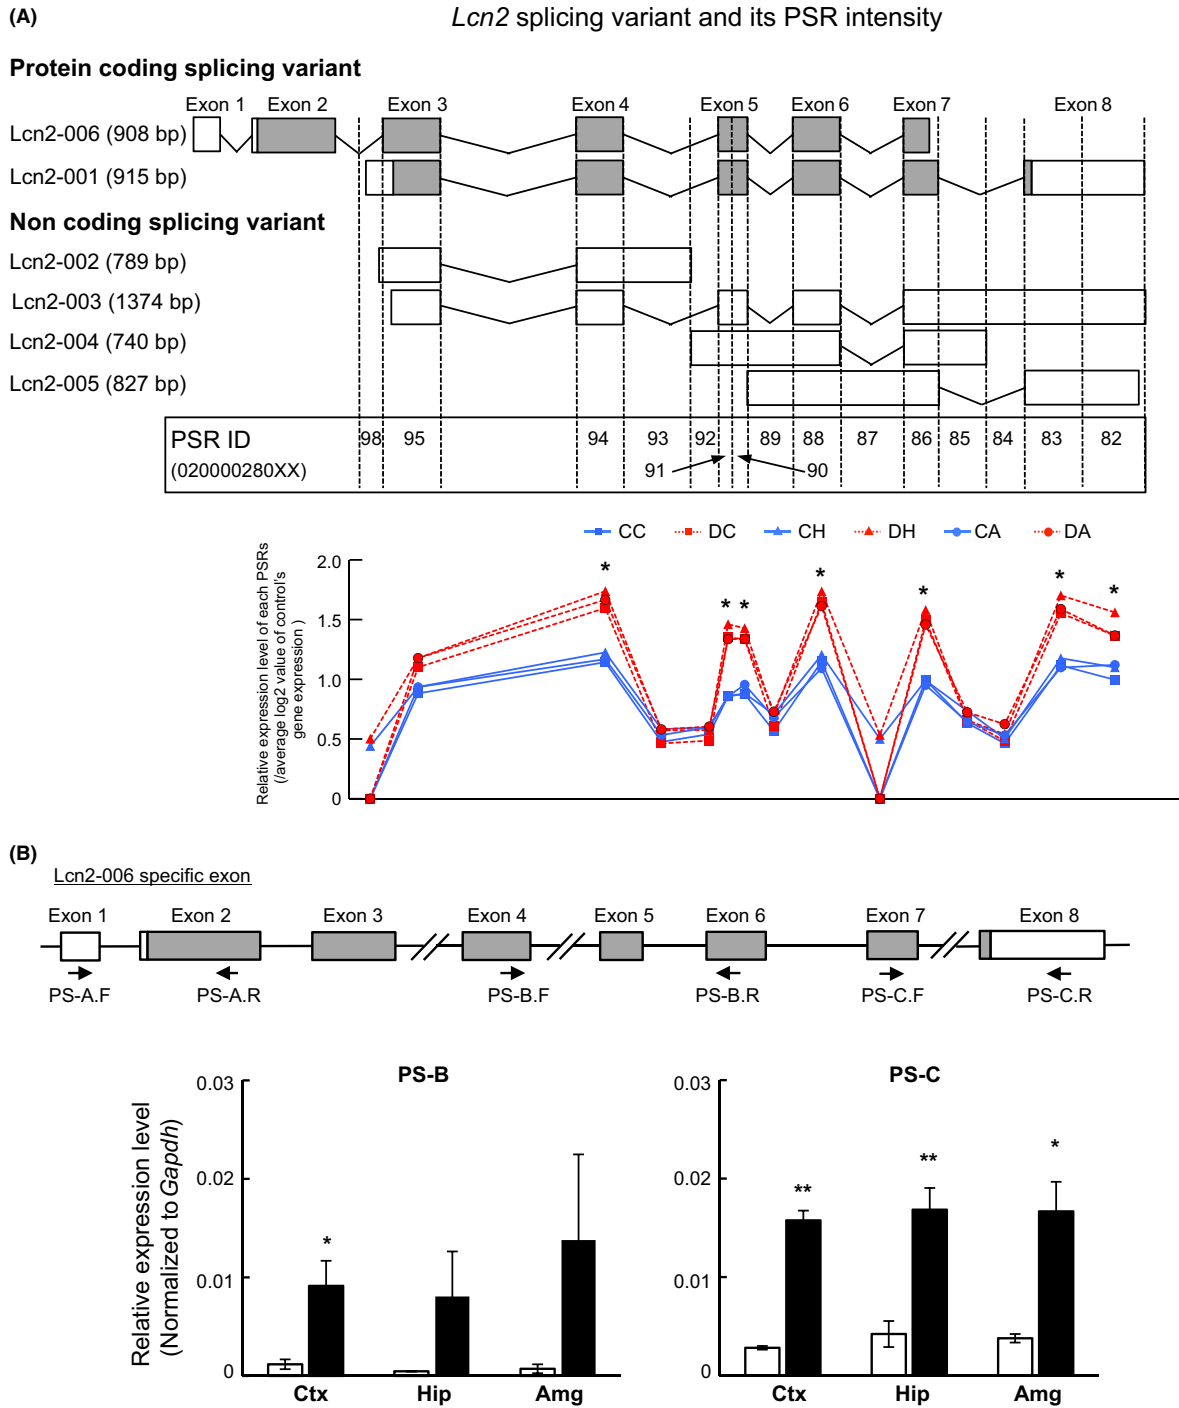 (A)
Lcn2 splicing variant and its PSR intensity
Protein coding splicing variant
Exon 1 Exon 2 Exon 3 Exon 4 Exon 5 Exon 6 Exon 7 Exon 8
Lcn2-006 (908 bp)
Lcn2-001 (915 bp)
Non coding splicing variant
Lcn2-002 (789 bp)
Lcn2-003 (1374 bp)
Lcn2-004 (740 bp)
Lcn2-005 (827 bp)
PSR ID 98 95 94 93 92 89 88 87 86 85 84 83 82
(020000280XX) 91 90
CC DC CH DH CA DA
Relative expression level of each PSRs
(/average log2 value of control's
gene expression )
2.0
1.5
1.0
0.5
0
* * * * * * *
(B)
Lcn2-006 specific exon
Exon 1 Exon 2 Exon 3 Exon 4 Exon 5 Exon 6 Exon 7 Exon 8
PS-A.F PS-A.R PS-B.F PS-B.R PS-C.F PS-C.R
Relative expression level
(Normalized to Gapdh)
PS-B
0.03
0.02
0.01
0
*
Ctx Hip Amg
PS-C
0.03
0.02
0.01
0
** ** *
Ctx Hip Amg